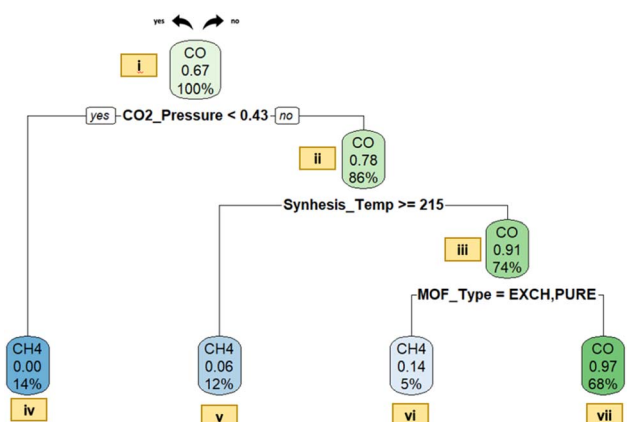 yes no
i
CO
0.67
100%
yes CO2_Pressure < 0.43 no
ii
CO
0.78
86%
Synhesis_Temp >= 215
iii
CO
0.91
74%
MOF_Type = EXCH,PURE
CH4
0.00
14%
iv
CH4
0.06
12%
v
CH4
0.14
5%
vi
CO
0.97
68%
vii